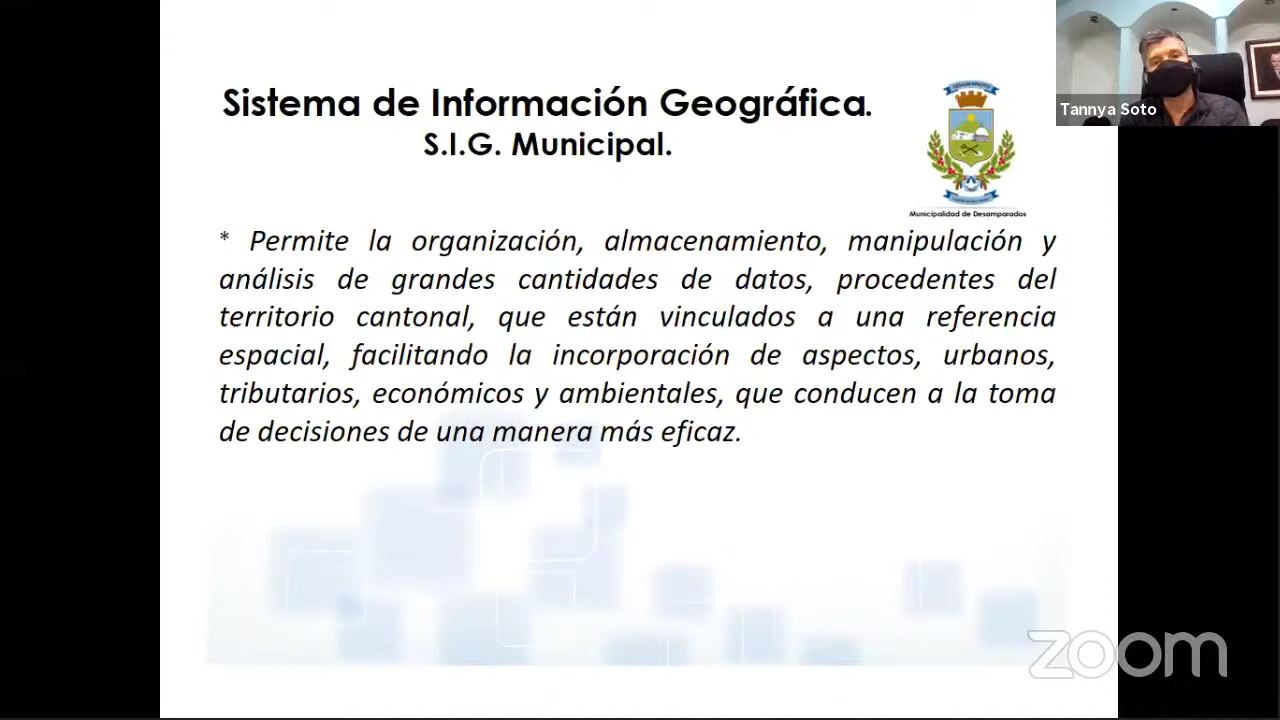 Sistema de Información Geográfica.
S.I.G. Municipal.
DESAMPARADOS
Municipalidad de Desamparados
Tannya Soto
* Permite la organización, almacenamiento, manipulación y
análisis de grandes cantidades de datos, procedentes del
territorio cantonal, que están vinculados a una referencia
espacial, facilitando la incorporación de aspectos, urbanos,
tributarios, económicos y ambientales, que conducen a la toma
de decisiones de una manera más eficaz.
zoom